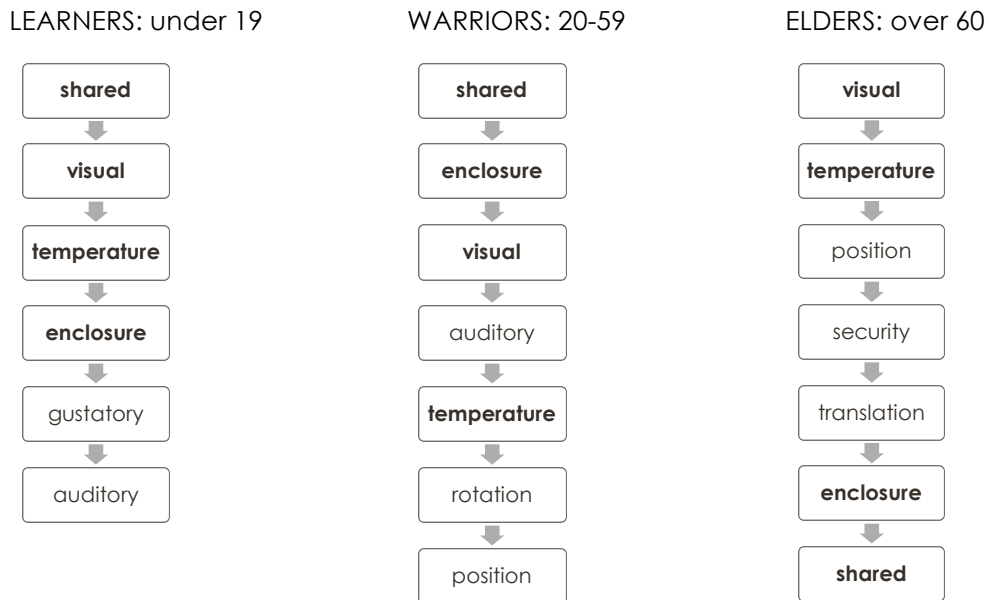 LEARNERS: under 19
shared
visual
temperature
enclosure
gustatory
auditory
WARRIORS: 20-59
shared
enclosure
visual
auditory
temperature
rotation
position
ELDERS: over 60
visual
temperature
position
security
translation
enclosure
shared